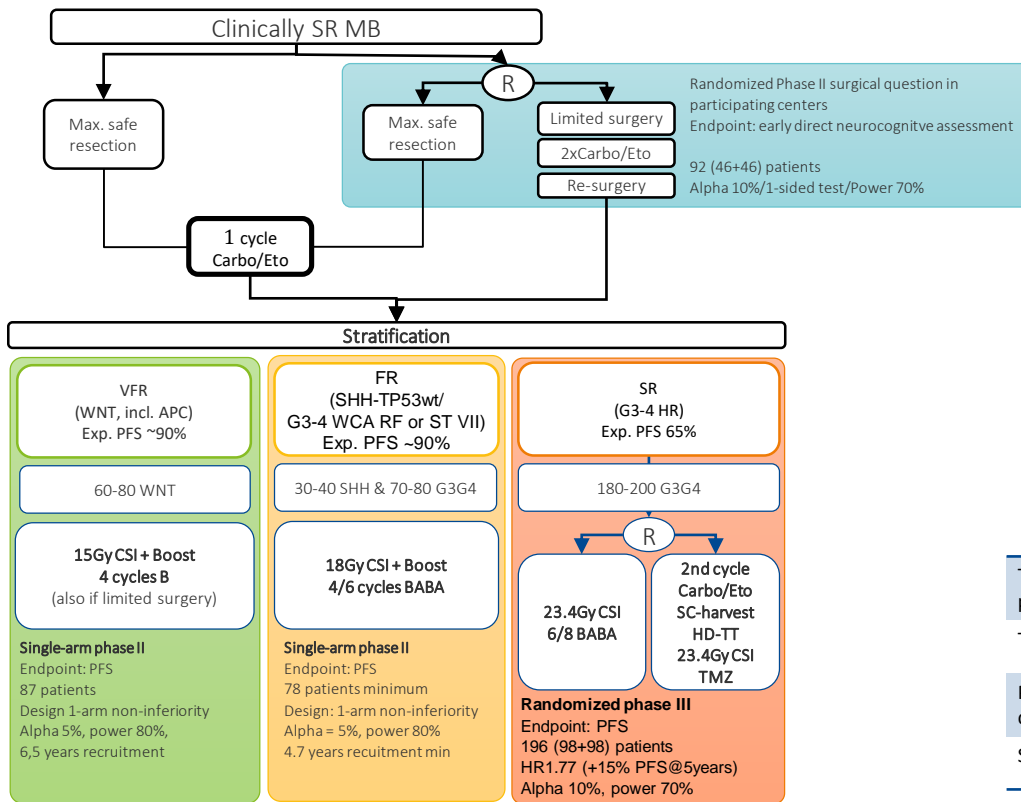 Clinically SR MB
R
Max. safe
resection
Max. safe
resection
Limited surgery
2xCarbo/Eto
Re-surgery
Randomized Phase II surgical question in
participating centers
Endpoint: early direct neurocognitve assessment
92 (46+46) patients
Alpha 10%/1-sided test/Power 70%
1 cycle
Carbo/Eto
Stratification
VFR
(WNT, incl. APC)
Exp. PFS ~90%
60-80 WNT
15Gy CSI + Boost
4 cycles B
(also if limited surgery)
Single-arm phase II
Endpoint: PFS
87 patients
Design 1-arm non-inferiority
Alpha 5%, power 80%,
6,5 years recruitment
FR
(SHH-TP53wt/
G3-4 WCA RF or ST VII)
Exp. PFS ~90%
30-40 SHH & 70-80 G3G4
18Gy CSI + Boost
4/6 cycles BABA
Single-arm phase II
Endpoint: PFS
78 patients minimum
Design: 1-arm non-inferiority
Alpha = 5%, power 80%
4.7 years recuitment min
SR
(G3-4 HR)
Exp. PFS 65%
180-200 G3G4
R
23.4Gy CSI
6/8 BABA
2nd cycle
Carbo/Eto
SC-harvest
HD-TT
23.4Gy CSI
TMZ
Randomized phase III
Endpoint: PFS
196 (98+98) patients
HR1.77 (+15% PFS@5years)
Alpha 10%, power 70%